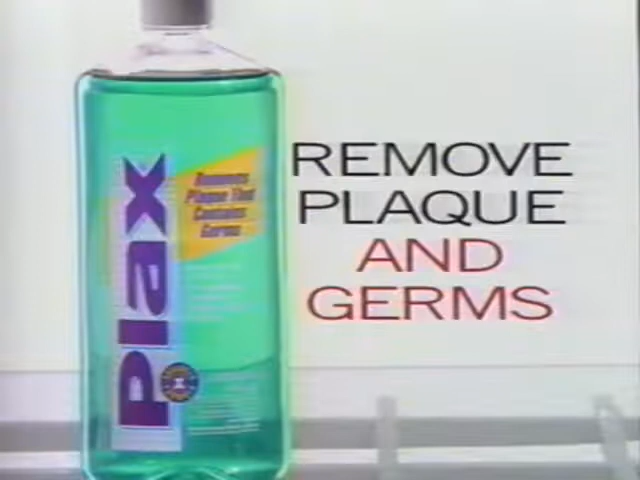 Plax
Removes
Plaque That
Contains
Germs
REMOVE
PLAQUE
AND
GERMS